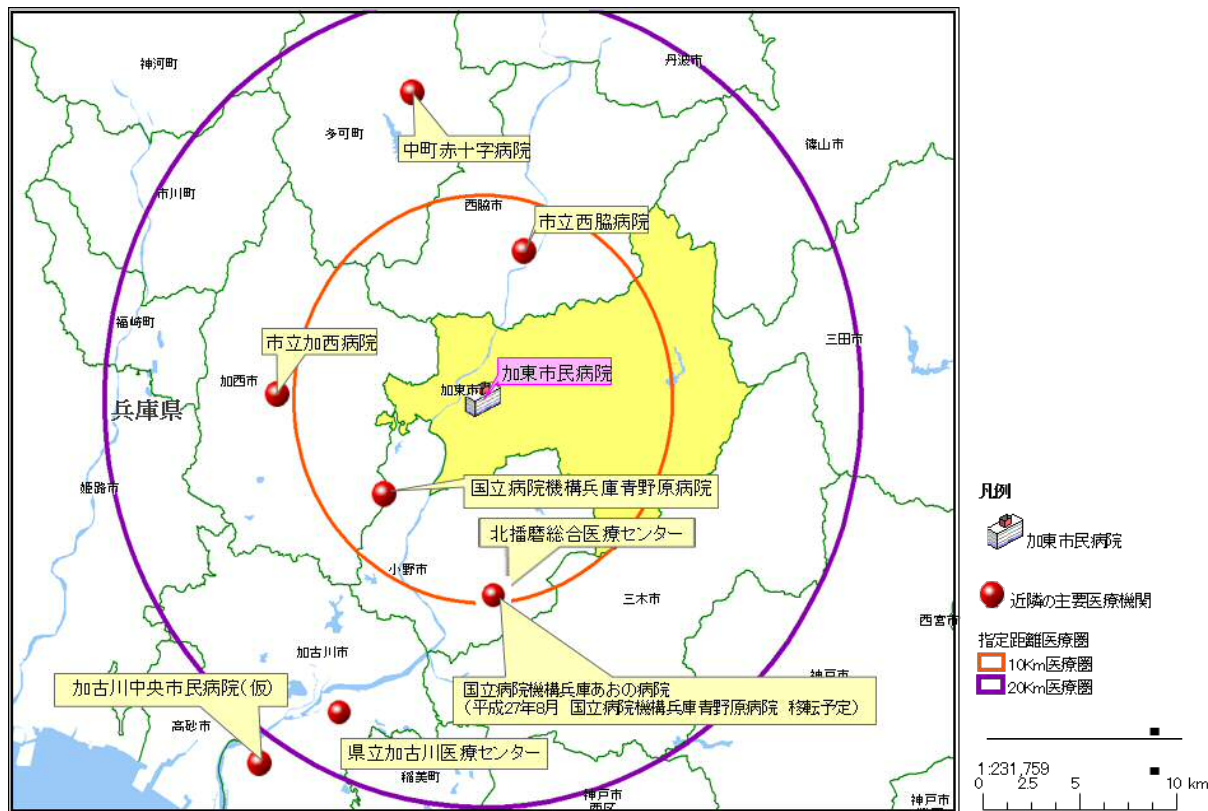 神河町
丹波市
多可町
中町赤十字病院
篠山市
市川町
西脇市
市立西脇病院
福崎町
市立加西病院
三田市
加西市
加東市
加東市民病院
兵庫県
姫路市
国立病院機構兵庫青野原病院
北播磨総合医療センター
小野市
三木市
西宮市
加古川市
神戸市
加古川中央市民病院(仮)
国立病院機構兵庫あおの病院
(平成27年8月 国立病院機構兵庫青野原病院 移転予定)
高砂市
県立加古川医療センター
稲美町
神戸市
西区
神戸市
凡例
加東市民病院
近隣の主要医療機関
指定距離医療圏
10Km医療圏
20Km医療圏
1:231,759
0 2.5 5 10 km